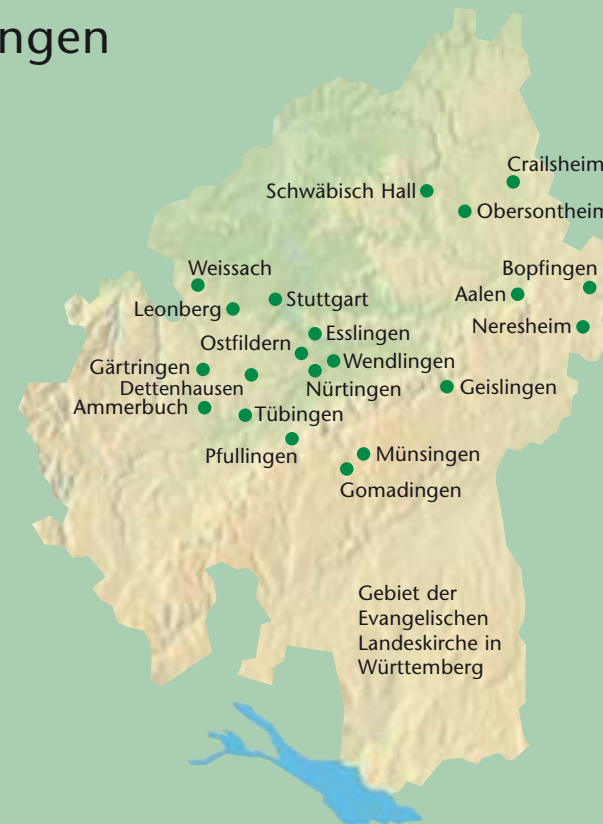 ngen
Crailsheim
Schwäbisch Hall
Obersontheim
Weissach
Bopfingen
Aalen
Stuttgart
Leonberg
Neresheim
Esslingen
Ostfildern
Wendlingen
Gärtringen
Dettenhausen
Nürtingen
Geislingen
Ammerbuch
Tübingen
Pfullingen
Münsingen
Gomadingen
Gebiet der
Evangelischen
Landeskirche in
Württemberg